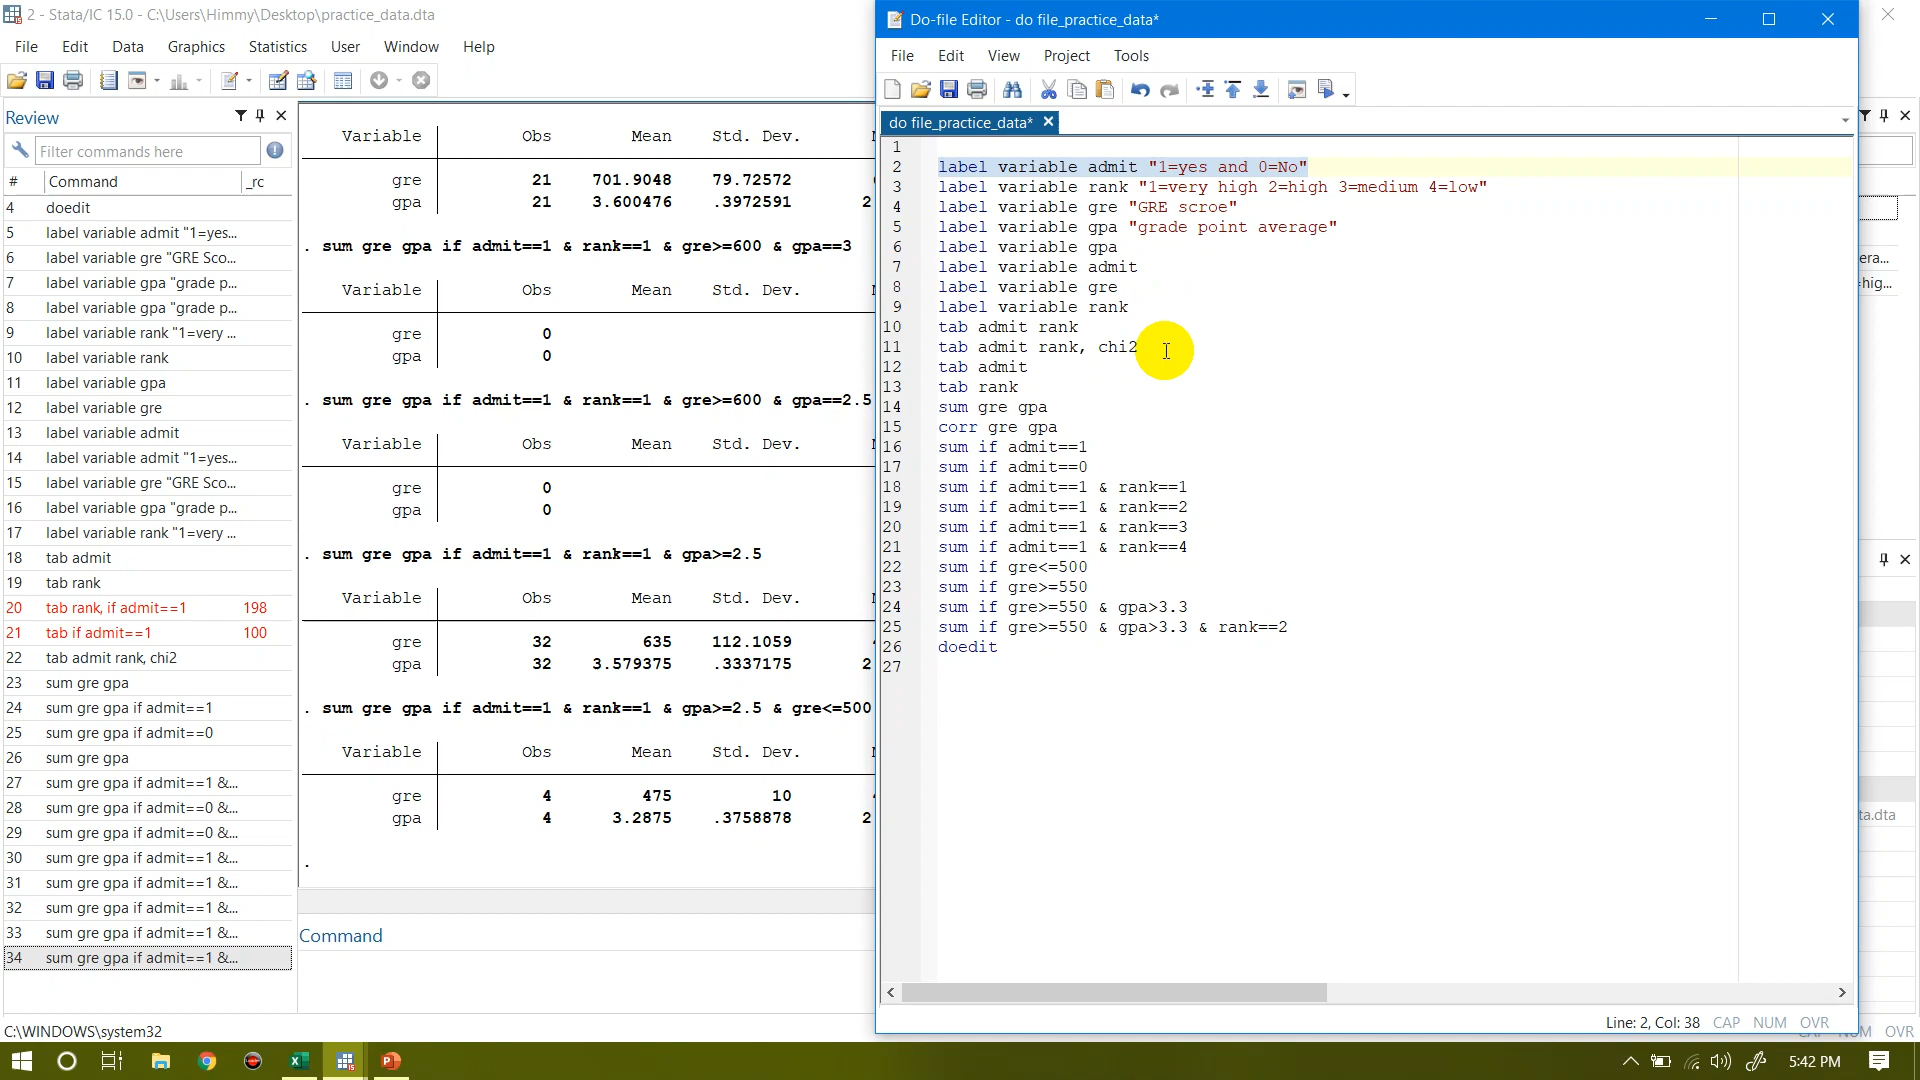 2 - Stata/IC 15.0 - C:\Users\Himmy\Desktop\practice_data.dta
File Edit Data Graphics Statistics User Window Help
Review
Filter commands here
# Command _rc
4 doedit
5 label variable admit "1=yes...
6 label variable gre "GRE Sco...
7 label variable gpa "grade p...
8 label variable gpa "grade p...
9 label variable rank "1=very ...
10 label variable rank
11 label variable gpa
12 label variable gre
13 label variable admit
14 label variable admit "1=yes...
15 label variable gre "GRE Sco...
16 label variable gpa "grade p...
17 label variable rank "1=very ...
18 tab admit
19 tab rank
20 tab rank, if admit==1 198
21 tab if admit==1 100
22 tab admit rank, chi2
23 sum gre gpa
24 sum gre gpa if admit==1
25 sum gre gpa if admit==0
26 sum gre gpa
27 sum gre gpa if admit==1 &...
28 sum gre gpa if admit==0 &...
29 sum gre gpa if admit==0 &...
30 sum gre gpa if admit==1 &...
31 sum gre gpa if admit==1 &...
32 sum gre gpa if admit==1 &...
33 sum gre gpa if admit==1 &...
34 sum gre gpa if admit==1 &...
Variable Obs Mean Std. Dev.
gre 21 701.9048 79.72572
gpa 21 3.600476 .3972591 2
. sum gre gpa if admit==1 & rank==1 & gre>=600 & gpa==3
Variable Obs Mean Std. Dev.
gre 0
gpa 0
. sum gre gpa if admit==1 & rank==1 & gre>=600 & gpa==2.5
Variable Obs Mean Std. Dev.
gre 0
gpa 0
. sum gre gpa if admit==1 & rank==1 & gpa>=2.5
Variable Obs Mean Std. Dev.
gre 32 635 112.1059
gpa 32 3.579375 .3337175 2
. sum gre gpa if admit==1 & rank==1 & gpa>=2.5 & gre<=500
Variable Obs Mean Std. Dev.
gre 4 475 10
gpa 4 3.2875 .3758878 2
.
Command
C:\WINDOWS\system32
Do-file Editor - do file_practice_data*
File Edit View Project Tools
do file_practice_data*
1
2 label variable admit "1=yes and 0=No"
3 label variable rank "1=very high 2=high 3=medium 4=low"
4 label variable gre "GRE scroe"
5 label variable gpa "grade point average"
6 label variable gpa
7 label variable admit
8 label variable gre
9 label variable rank
10 tab admit rank
11 tab admit rank, chi2
12 tab admit
13 tab rank
14 sum gre gpa
15 corr gre gpa
16 sum if admit==1
17 sum if admit==0
18 sum if admit==1 & rank==1
19 sum if admit==1 & rank==2
20 sum if admit==1 & rank==3
21 sum if admit==1 & rank==4
22 sum if gre<=500
23 sum if gre>=550
24 sum if gre>=550 & gpa>3.3
25 sum if gre>=550 & gpa>3.3 & rank==2
26 doedit
27
Line: 2, Col: 38 CAP NUM OVR
era...
hig...
ta.dta
OVR
5:42 PM